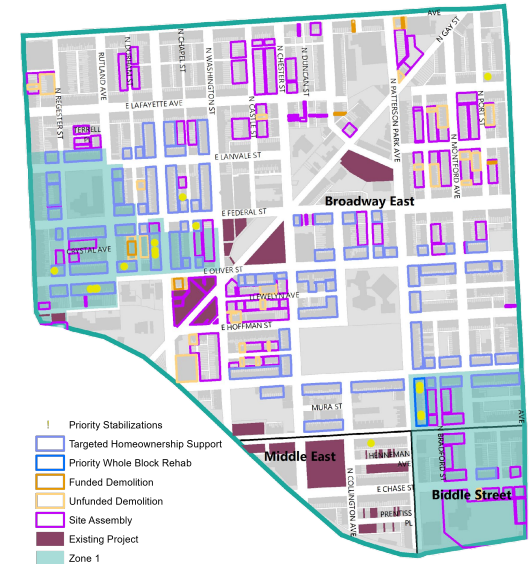 AVE
N GAY ST
N CHAPEL ST
N WASHINGTON ST
N CHESTER ST
N DUNCAN ST
RUTLAND AVE
N REGESTER ST
N CASTLE ST
N PATTERSON PARK AVE
N PORT ST
N MONTFORD AVE
E LAFAYETTE AVE
E LANVALE ST
Broadway East
E FEDERAL ST
CRYSTAL AVE
E OLIVER ST
LLEWELYN AVE
E HOFFMAN ST
MURA ST
AVE
Middle East
HENNEMAN
AVE
N BRADFORD ST
N COLLINGTON AVE
E CHASE ST
Biddle Street
PRENTISS
PL
Priority Stabilizations
Targeted Homeownership Support
Priority Whole Block Rehab
Funded Demolition
Unfunded Demolition
Site Assembly
Existing Project
Zone 1